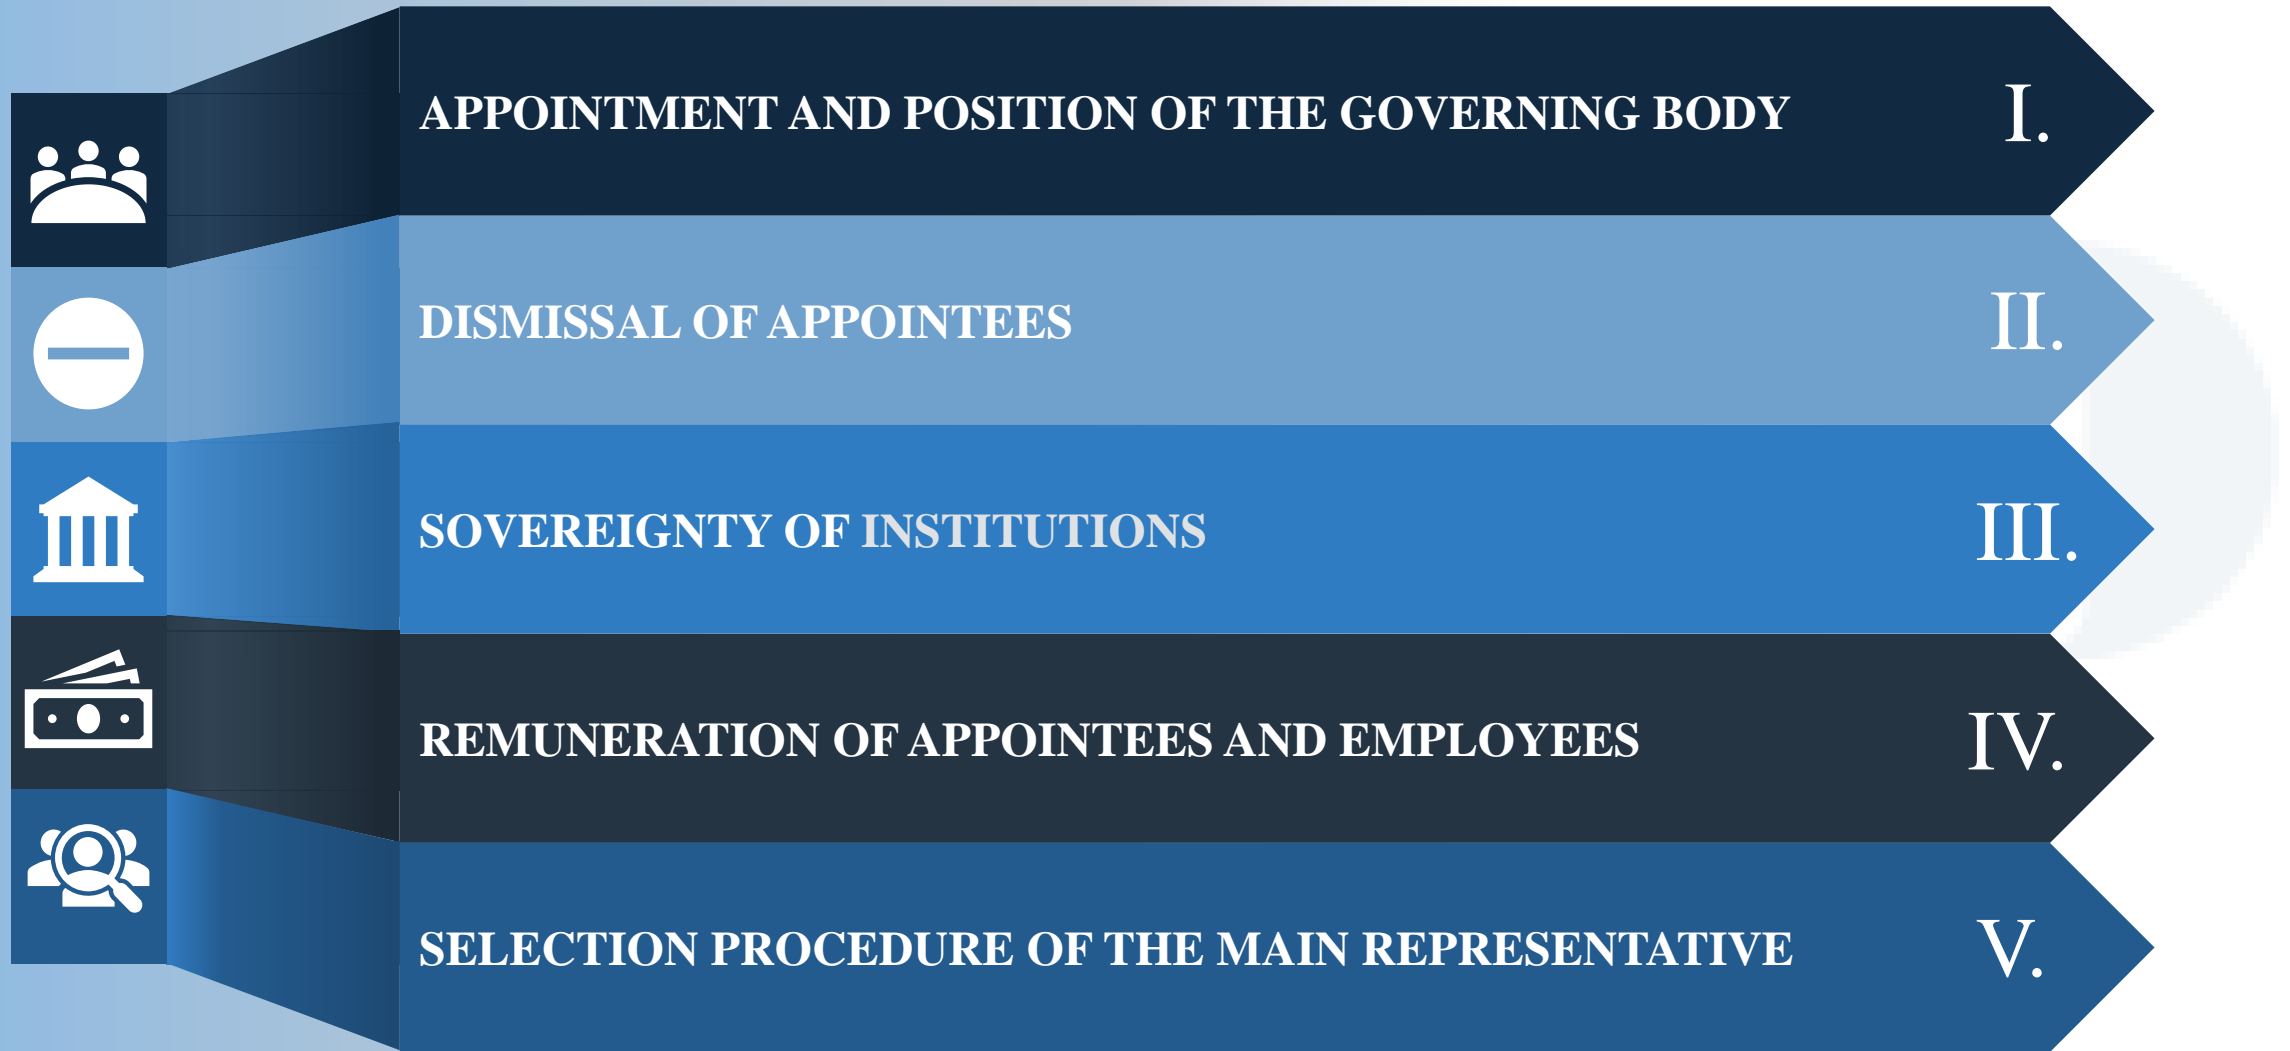 APPOINTMENT AND POSITION OF THE GOVERNING BODY I.
DISMISSAL OF APPOINTEES II.
SOVEREIGNTY OF INSTITUTIONS III.
REMUNERATION OF APPOINTEES AND EMPLOYEES IV.
SELECTION PROCEDURE OF THE MAIN REPRESENTATIVE V.